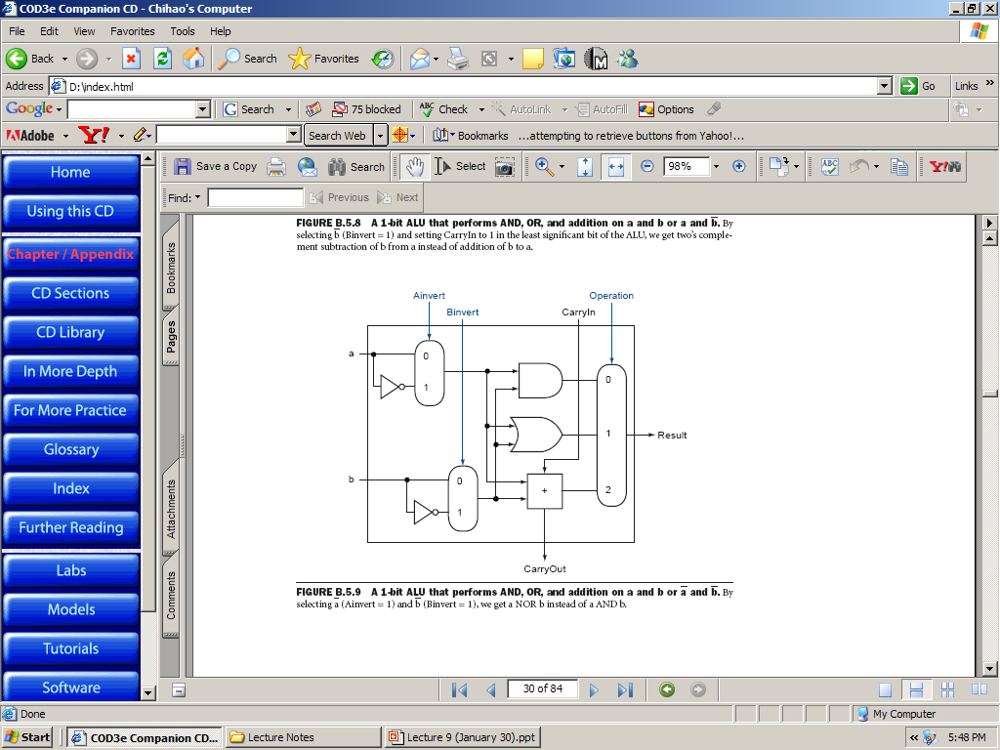 COD3e Companion CD - Chihao's Computer
File Edit View Favorites Tools Help
Back Search Favorites
Address D:\index.html Go Links »
Google Search 75 blocked Check AutoLink AutoFill Options
Adobe Y! Search Web Bookmarks ...attempting to retrieve buttons from Yahoo!...
Home
Using this CD
Chapter / Appendix
CD Sections
CD Library
In More Depth
For More Practice
Glossary
Index
Further Reading
Labs
Models
Tutorials
Software
Save a Copy Search Select 98% Y!
Find: Previous Next
Bookmarks
Pages
Attachments
Comments
FIGURE B.5.8 A 1-bit ALU that performs AND, OR, and addition on a and b or a and b̅. By
selecting b̅ (Binvert = 1) and setting CarryIn to 1 in the least significant bit of the ALU, we get two's comple-
ment subtraction of b from a instead of addition of b to a.
Ainvert Operation
Binvert CarryIn
a 0
1
0
1 Result
b 0
1
+ 2
CarryOut
FIGURE B.5.9 A 1-bit ALU that performs AND, OR, and addition on a and b or a̅ and b̅. By
selecting a̅ (Ainvert = 1) and b̅ (Binvert = 1), we get a NOR b instead of a AND b.
30 of 84
Done My Computer
Start COD3e Companion CD... Lecture Notes Lecture 9 (January 30).ppt « 5:48 PM